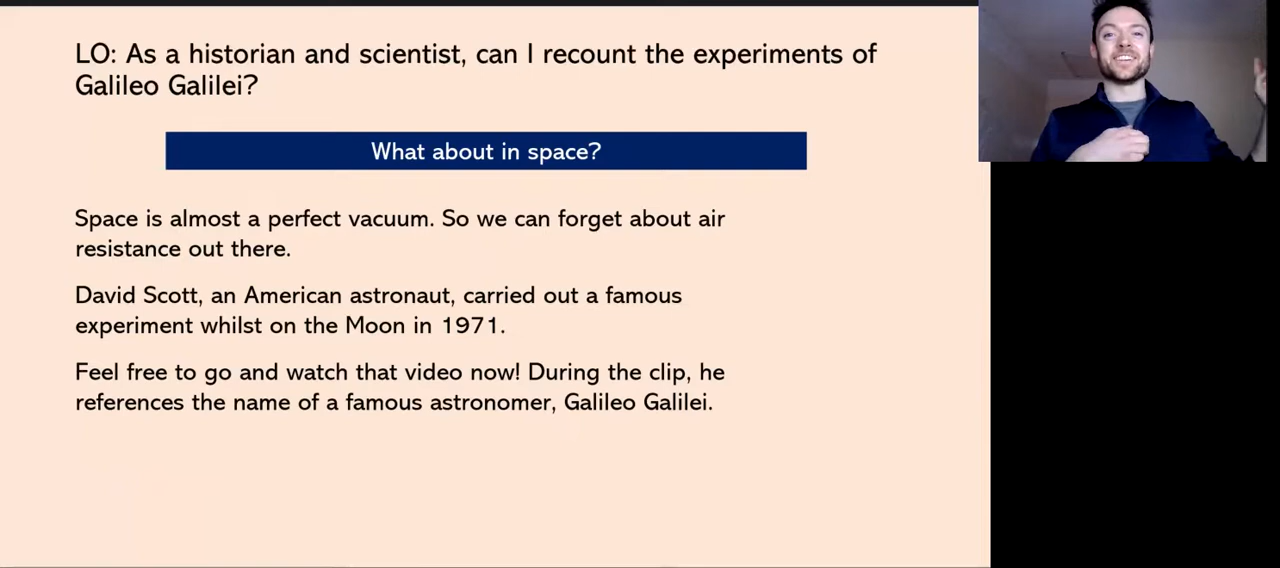 LO: As a historian and scientist, can I recount the experiments of
Galileo Galilei?
What about in space?
Space is almost a perfect vacuum. So we can forget about air
resistance out there.
David Scott, an American astronaut, carried out a famous
experiment whilst on the Moon in 1971.
Feel free to go and watch that video now! During the clip, he
references the name of a famous astronomer, Galileo Galilei.